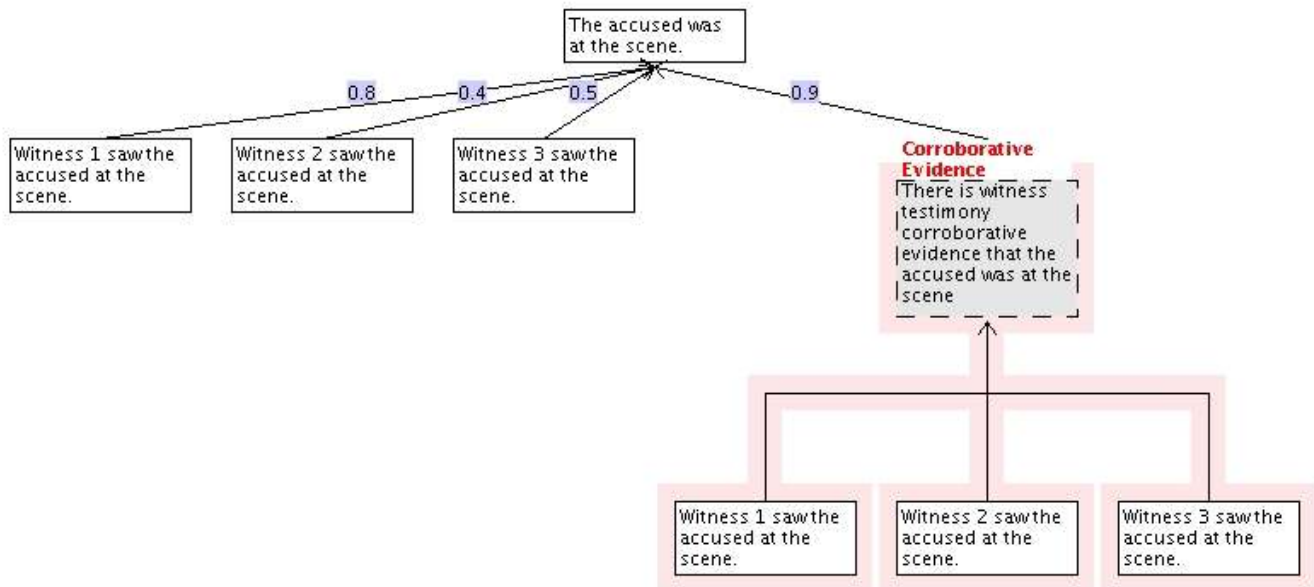 The accused was
at the scene.
0.8
0.4
0.5
0.9
Witness 1 saw the
accused at the
scene.
Witness 2 saw the
accused at the
scene.
Witness 3 saw the
accused at the
scene.
Corroborative
Evidence
There is witness
testimony
corroborative
evidence that the
accused was at the
scene
Witness 1 saw the
accused at the
scene.
Witness 2 saw the
accused at the
scene.
Witness 3 saw the
accused at the
scene.